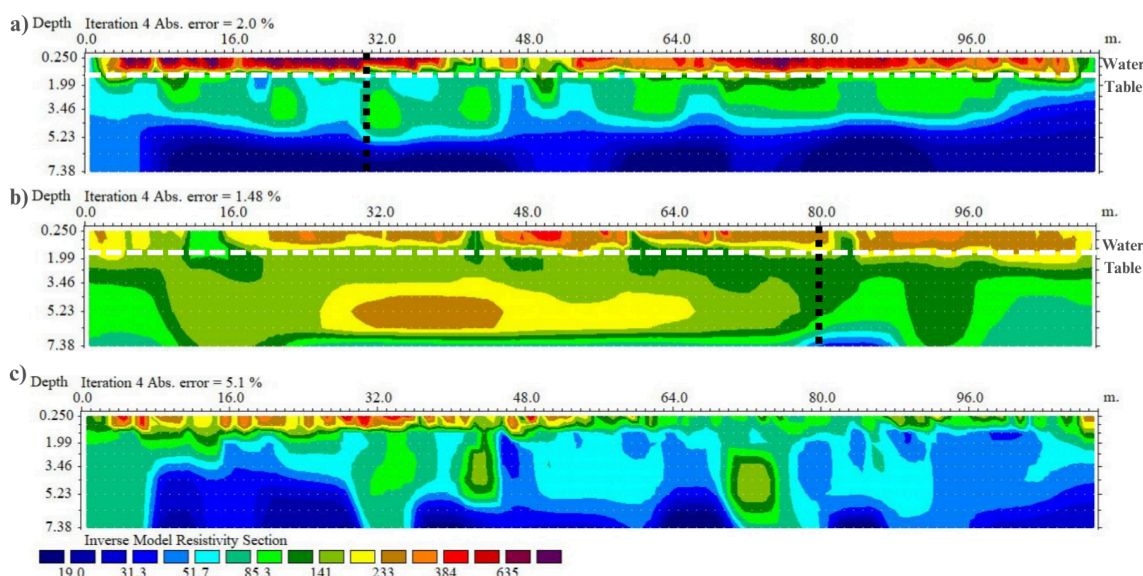 a) Depth Iteration 4 Abs. error = 2.0 %
0.0 16.0 32.0 48.0 64.0 80.0 96.0 m.
0.250
Water
1.99
Table
3.46
5.23
7.38
b) Depth Iteration 4 Abs. error = 1.48 %
0.0 16.0 32.0 48.0 64.0 80.0 96.0 m.
0.250
Water
1.99
Table
3.46
5.23
7.38
c) Depth Iteration 4 Abs. error = 5.1 %
0.0 16.0 32.0 48.0 64.0 80.0 96.0 m.
0.250
1.99
3.46
5.23
7.38
Inverse Model Resistivity Section
19.0 31.3 51.7 85.3 141 233 384 635